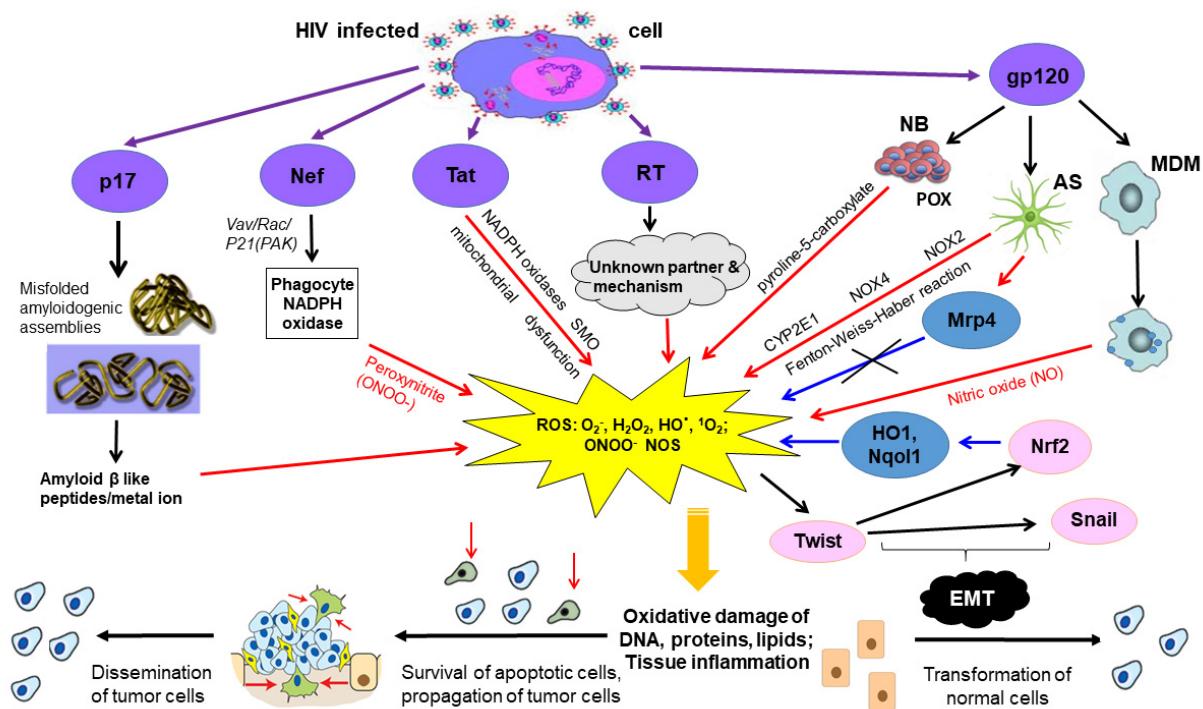 HIV infected cell
gp120
p17
Nef
Tat
RT
NB
POX
AS
MDM
Vav/Rac/
P21(PAK)
Phagocyte
NADPH
oxidase
Misfolded
amyloidogenic
assemblies
Amyloid β like
peptides/metal ion
Peroxynitrite
(ONOO-)
NADPH oxidases SMO
mitochondrial dysfunction
Unknown partner &
mechanism
pyroline-5-carboxylate
CYP2E1 NOX4 NOX2
Fenton-Weiss-Haber reaction
Mrp4
Nitric oxide (NO)
ROS: O₂⁻, H₂O₂, HO˙, ¹O₂;
ONOO⁻ NOS
HO1,
Nqol1
Nrf2
Twist
Snail
EMT
Oxidative damage of
DNA, proteins, lipids;
Tissue inflammation
Survival of apoptotic cells,
propagation of tumor cells
Dissemination
of tumor cells
Transformation of
normal cells